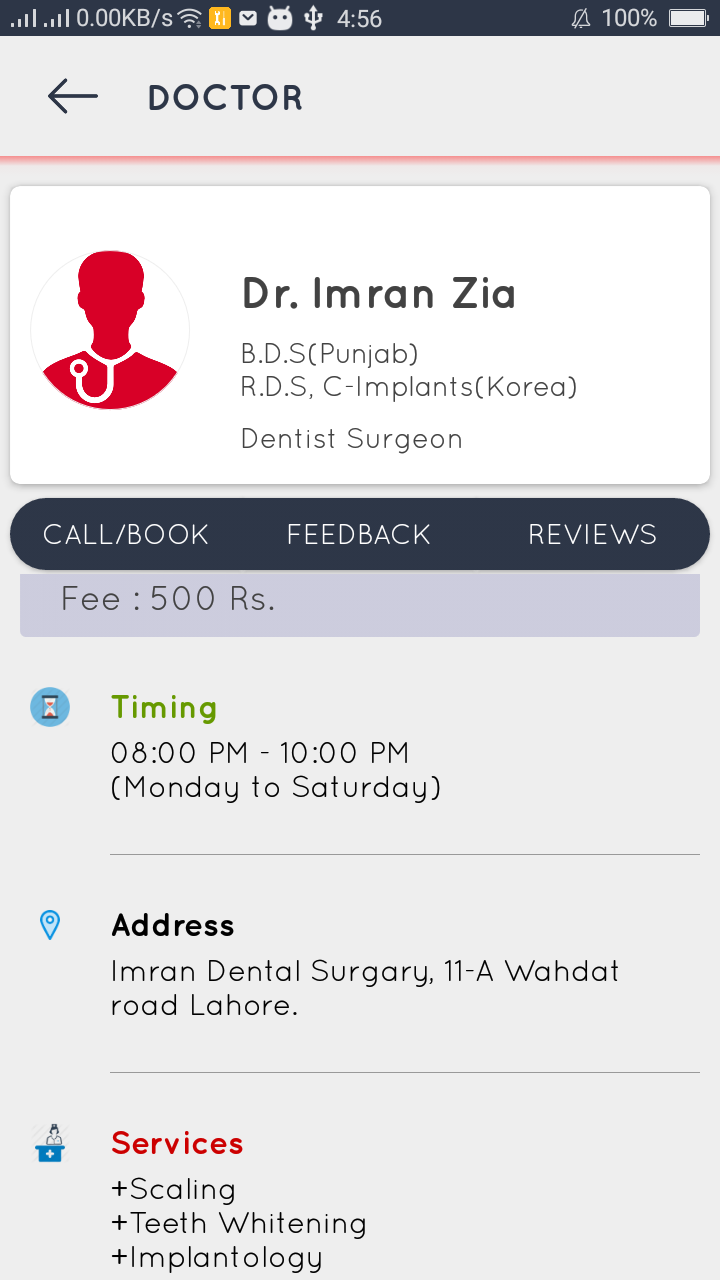 0.00KB/s Xi 4:56 100%
DOCTOR
Dr. Imran Zia
B.D.S(Punjab)
R.D.S, C-Implants(Korea)
Dentist Surgeon
CALL/BOOK FEEDBACK REVIEWS
Fee : 500 Rs.
Timing
08:00 PM - 10:00 PM
(Monday to Saturday)
Address
Imran Dental Surgary, 11-A Wahdat
road Lahore.
Services
+Scaling
+Teeth Whitening
+Implantology